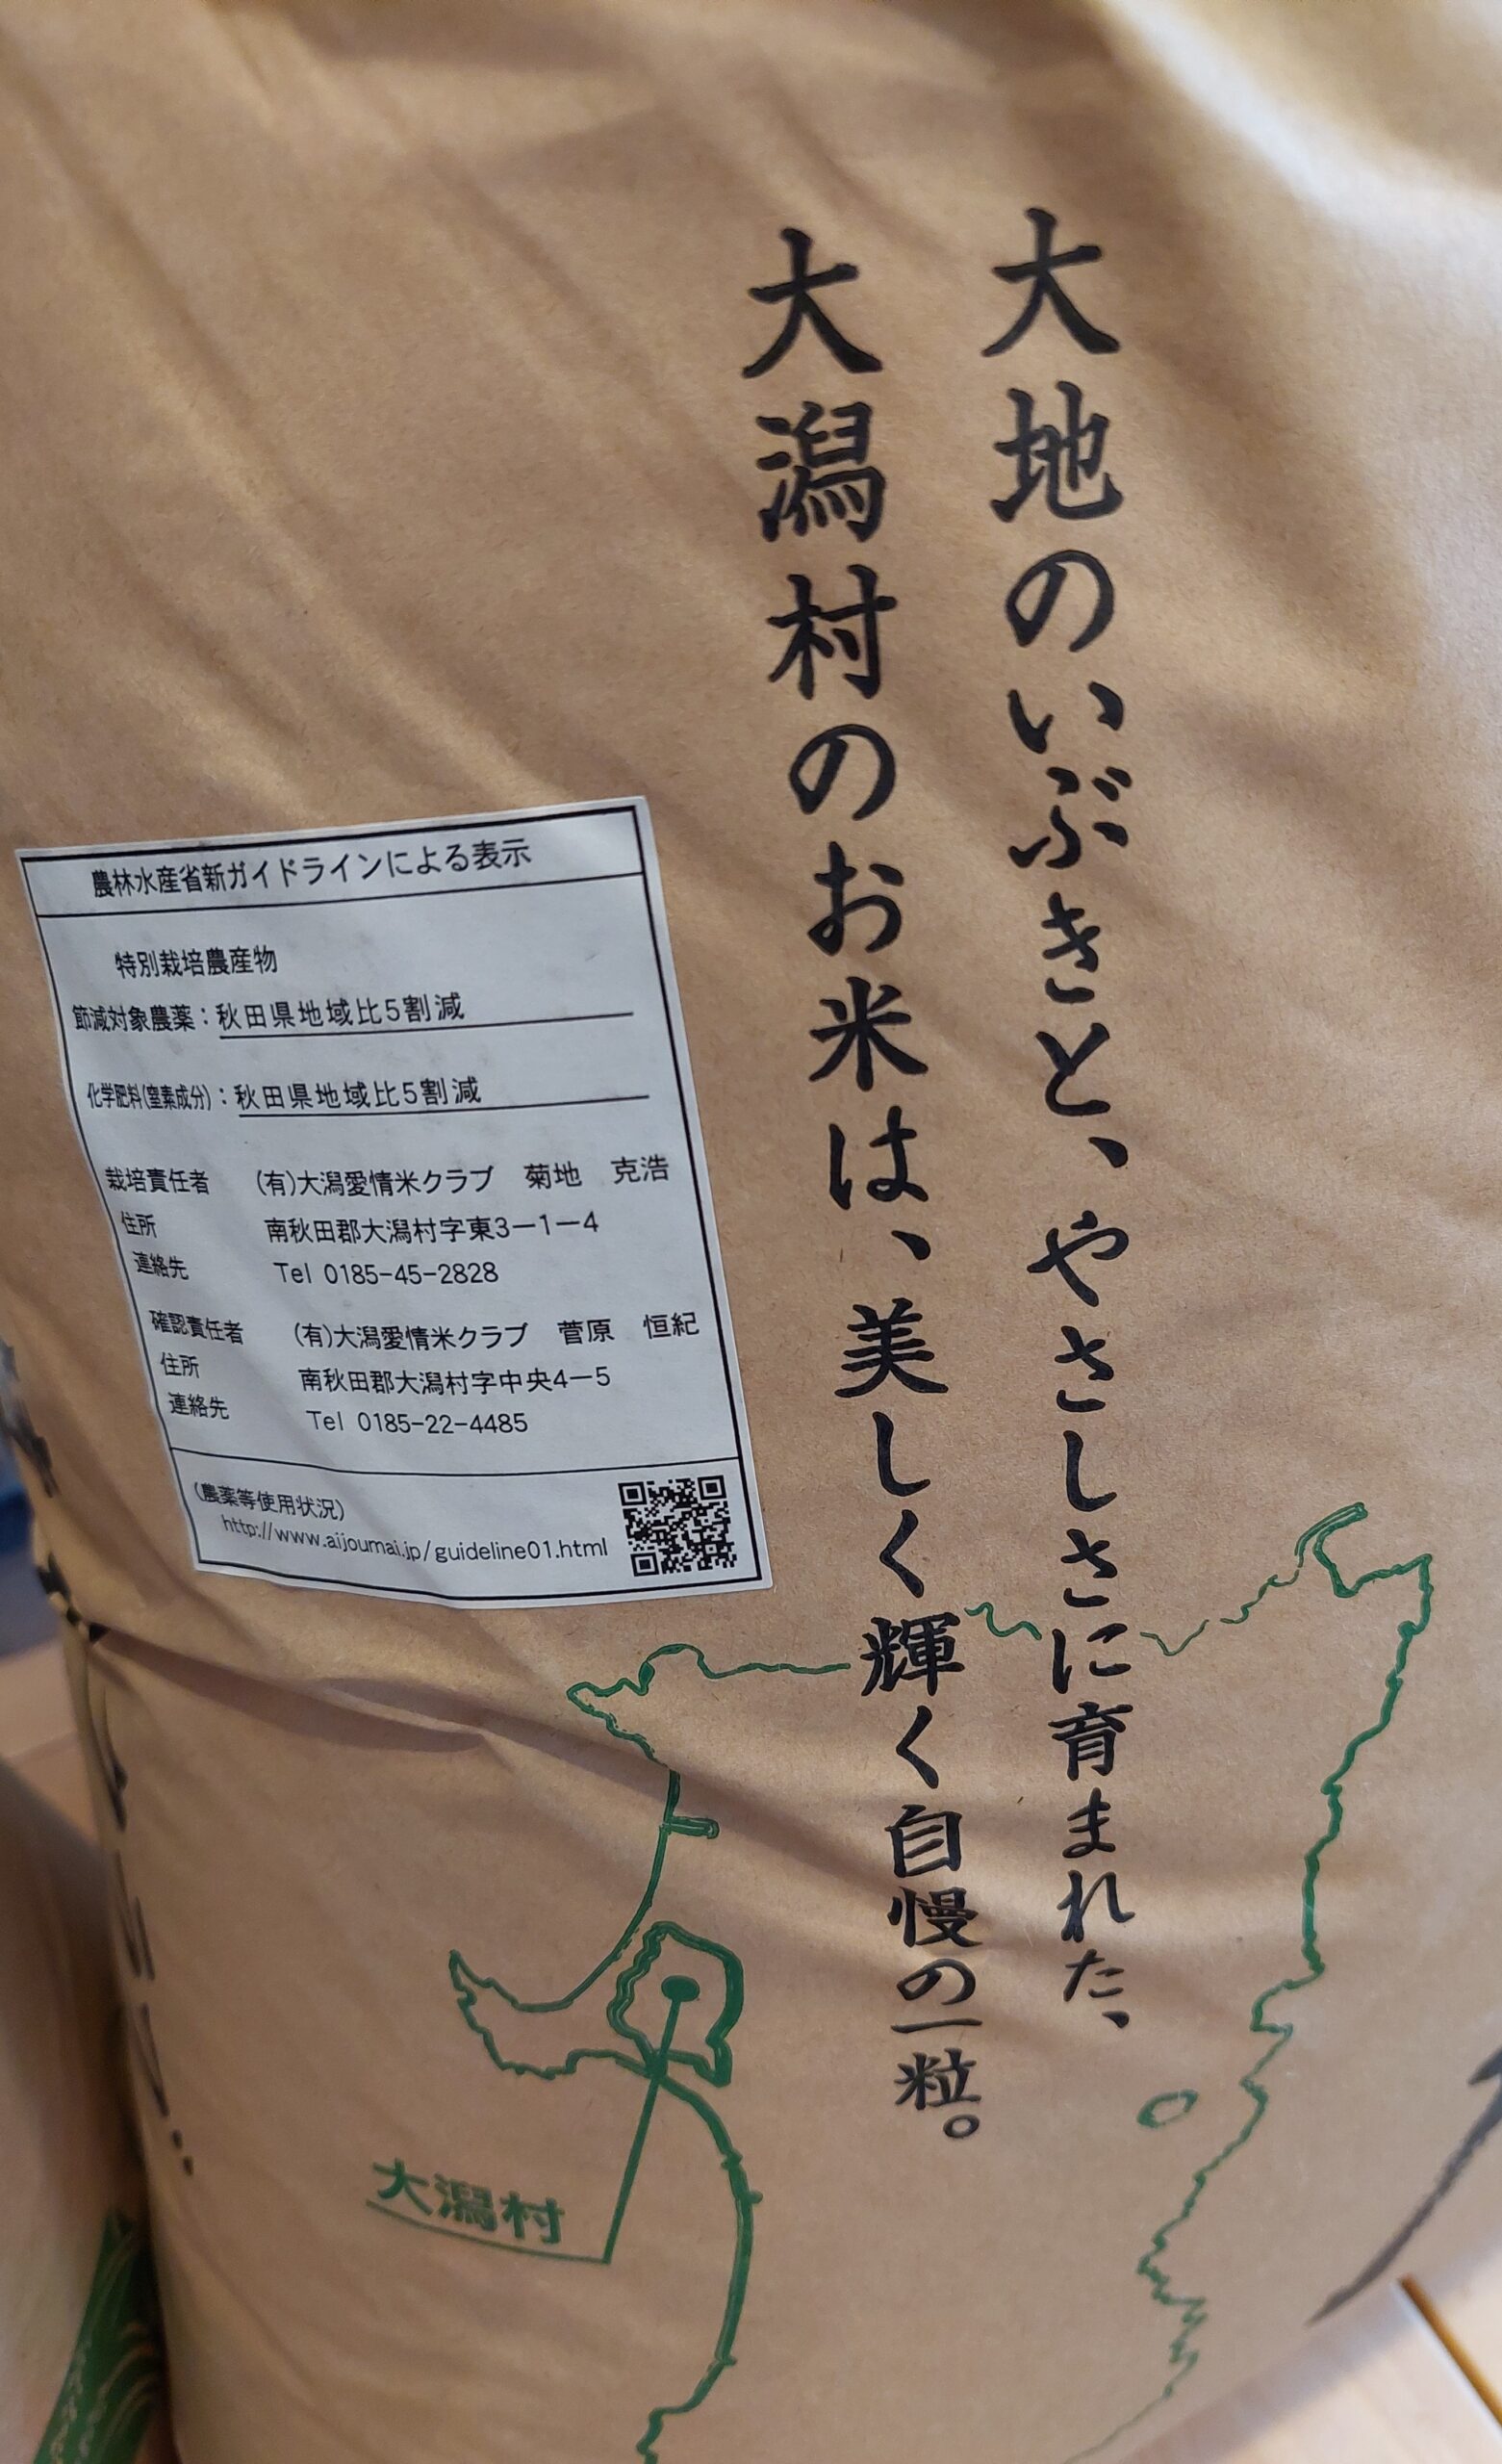 大地のいぶきと、やさしさに育まれた、
大潟村のお米は、美しく輝く自慢の一粒。
農林水産省新ガイドラインによる表示
特別栽培農産物
節減対象農薬：秋田県地域比5割減
化学肥料(窒素成分)：秋田県地域比5割減
栽培責任者 (有)大潟愛情米クラブ 菊地 克浩
住所 南秋田郡大潟村字東3－1－4
連絡先 Tel 0185-45-2828
確認責任者 (有)大潟愛情米クラブ 菅原 恒紀
住所 南秋田郡大潟村字中央4－5
連絡先 Tel 0185-22-4485
(農薬等使用状況)
http://www.aijoumai.jp/guideline01.html
大潟村